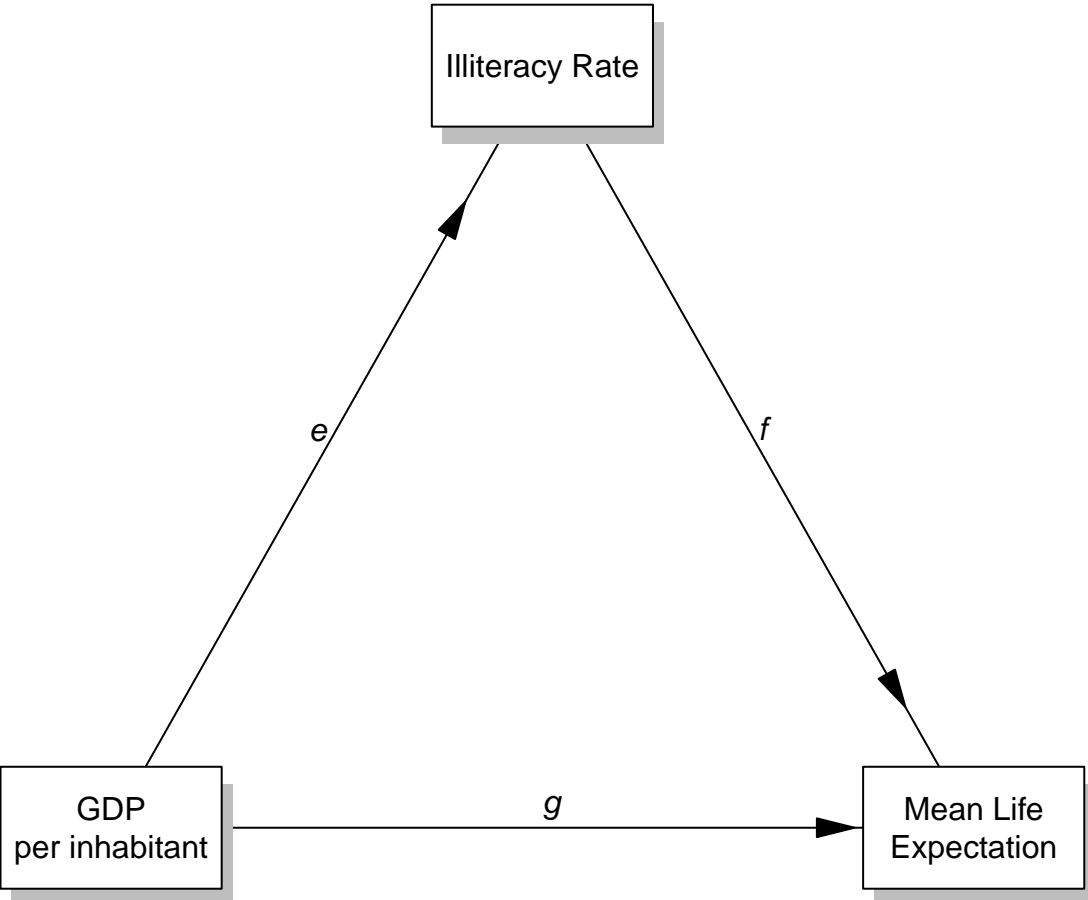 Illiteracy Rate
e
f
g
GDP
per inhabitant
Mean Life
Expectation